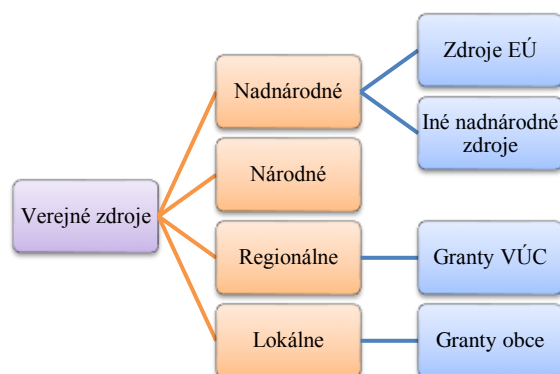 Verejné zdroje
Nadnárodné
Zdroje EÚ
Iné nadnárodné
zdroje
Národné
Regionálne
Granty VÚC
Lokálne
Granty obce